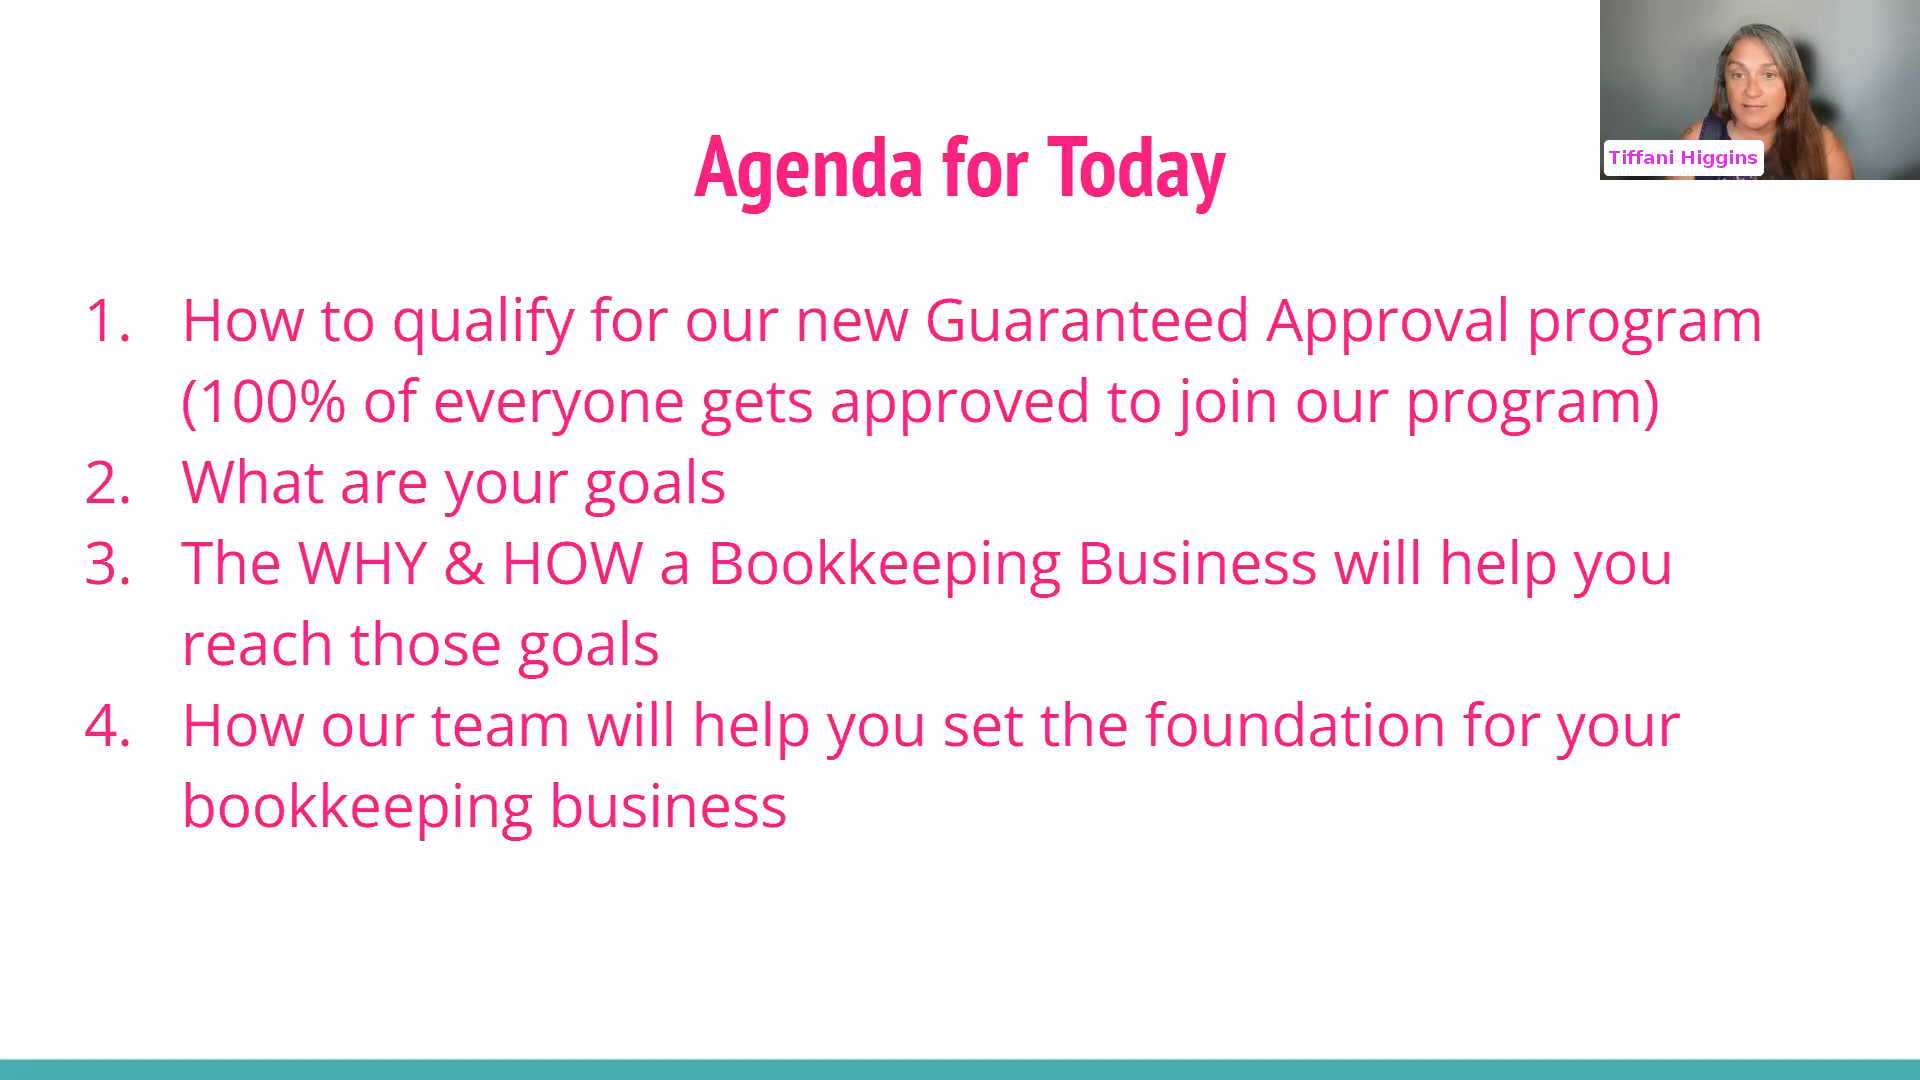 Agenda for Today
Tiffani Higgins
1. How to qualify for our new Guaranteed Approval program
(100% of everyone gets approved to join our program)
2. What are your goals
3. The WHY & HOW a Bookkeeping Business will help you
reach those goals
4. How our team will help you set the foundation for your
bookkeeping business